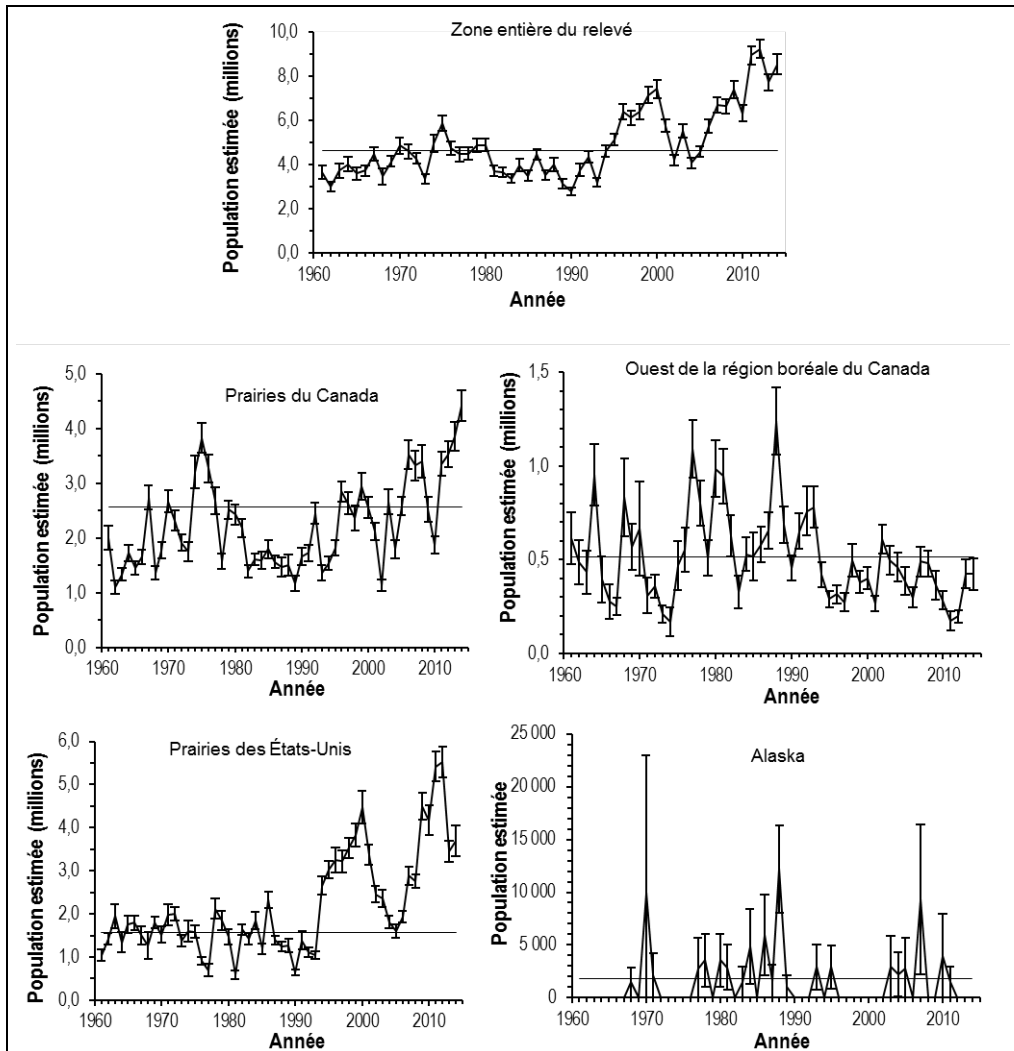 Zone entière du relevé
Population estimée (millions)
10,0
8,0
6,0
4,0
2,0
0,0
1960 1970 1980 1990 2000 2010
Année
Prairies du Canada
Population estimée (millions)
5,0
4,0
3,0
2,0
1,0
0,0
1960 1970 1980 1990 2000 2010
Année
Ouest de la région boréale du Canada
Population estimée (millions)
1,5
1,0
0,5
0,0
1960 1970 1980 1990 2000 2010
Année
Prairies des États-Unis
Population estimée (millions)
6,0
5,0
4,0
3,0
2,0
1,0
0,0
1960 1970 1980 1990 2000 2010
Année
Alaska
Population estimée
25 000
20 000
15 000
10 000
5 000
0
1960 1970 1980 1990 2000 2010
Année